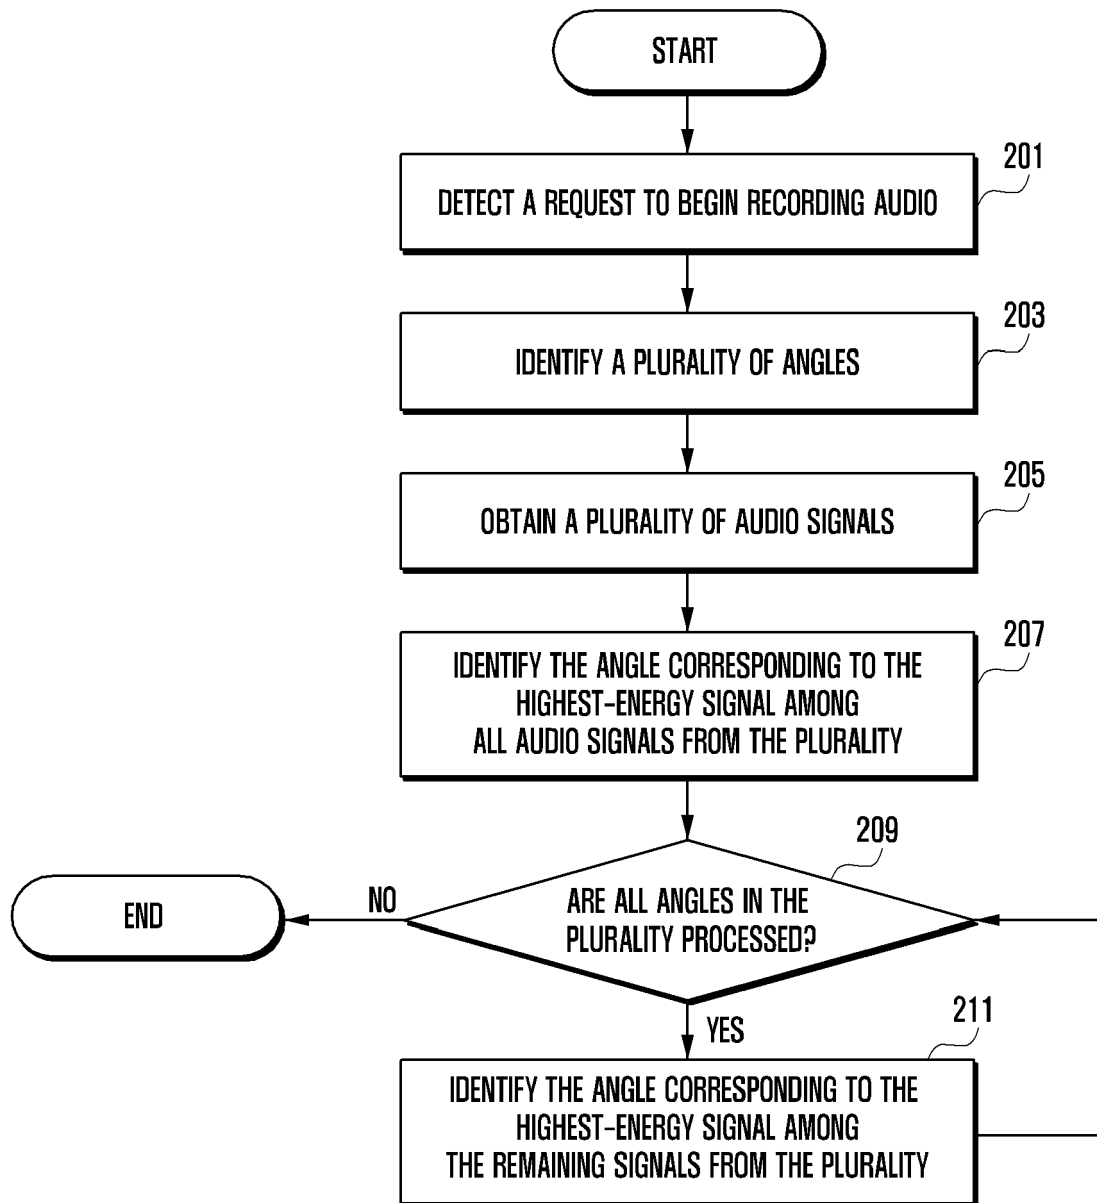 START
201
DETECT A REQUEST TO BEGIN RECORDING AUDIO
203
IDENTIFY A PLURALITY OF ANGLES
205
OBTAIN A PLURALITY OF AUDIO SIGNALS
207
IDENTIFY THE ANGLE CORRESPONDING TO THE
HIGHEST-ENERGY SIGNAL AMONG
ALL AUDIO SIGNALS FROM THE PLURALITY
209
ARE ALL ANGLES IN THE
PLURALITY PROCESSED?
NO
END
YES
211
IDENTIFY THE ANGLE CORRESPONDING TO THE
HIGHEST-ENERGY SIGNAL AMONG
THE REMAINING SIGNALS FROM THE PLURALITY